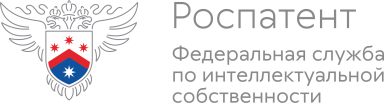 Роспатент
Федеральная служба
по интеллектуальной
собственности